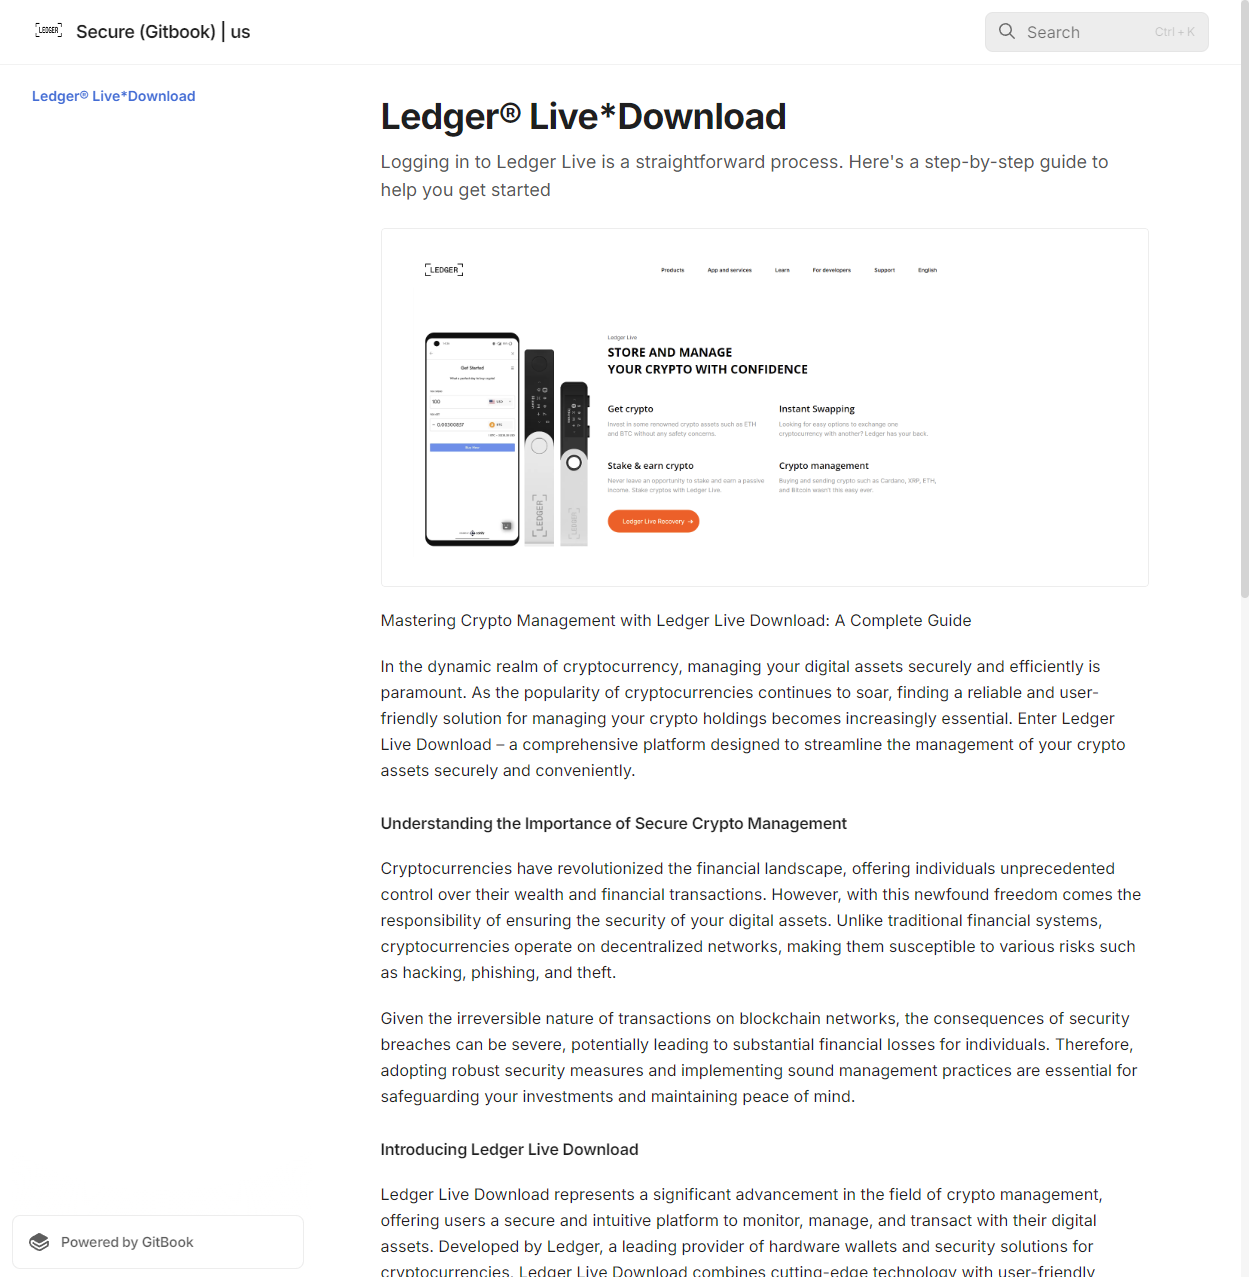 LEDGER
Secure (Gitbook) | us
Search
Ctrl + K
Ledger® Live*Download
Ledger® Live*Download
Logging in to Ledger Live is a straightforward process. Here's a step-by-step guide to
help you get started
LEDGER
Products
App and services
Learn
For developers
Support
English
Ledger Live
STORE AND MANAGE
YOUR CRYPTO WITH CONFIDENCE
Get Started
100
USD
0.00300837
BTC
Buy Now
LEDGER
LEDGER
Get crypto
Invest in some renowned crypto assets such as ETH
and BTC without any safety concerns.
Instant Swapping
Looking for easy options to exchange one
cryptocurrency with another? Ledger has your back.
Stake & earn crypto
Never leave an opportunity to stake and earn a passive
income. Stake cryptos with Ledger Live.
Crypto management
Buying and sending crypto such as Cardano, XRP, ETH,
and Bitcoin wasn't this easy ever.
Ledger Live Recovery →
Mastering Crypto Management with Ledger Live Download: A Complete Guide
In the dynamic realm of cryptocurrency, managing your digital assets securely and efficiently is
paramount. As the popularity of cryptocurrencies continues to soar, finding a reliable and user-
friendly solution for managing your crypto holdings becomes increasingly essential. Enter Ledger
Live Download – a comprehensive platform designed to streamline the management of your crypto
assets securely and conveniently.
Understanding the Importance of Secure Crypto Management
Cryptocurrencies have revolutionized the financial landscape, offering individuals unprecedented
control over their wealth and financial transactions. However, with this newfound freedom comes the
responsibility of ensuring the security of your digital assets. Unlike traditional financial systems,
cryptocurrencies operate on decentralized networks, making them susceptible to various risks such
as hacking, phishing, and theft.
Given the irreversible nature of transactions on blockchain networks, the consequences of security
breaches can be severe, potentially leading to substantial financial losses for individuals. Therefore,
adopting robust security measures and implementing sound management practices are essential for
safeguarding your investments and maintaining peace of mind.
Introducing Ledger Live Download
Ledger Live Download represents a significant advancement in the field of crypto management,
offering users a secure and intuitive platform to monitor, manage, and transact with their digital
assets. Developed by Ledger, a leading provider of hardware wallets and security solutions for
cryptocurrencies, Ledger Live Download combines cutting-edge technology with user-friendly
Powered by GitBook